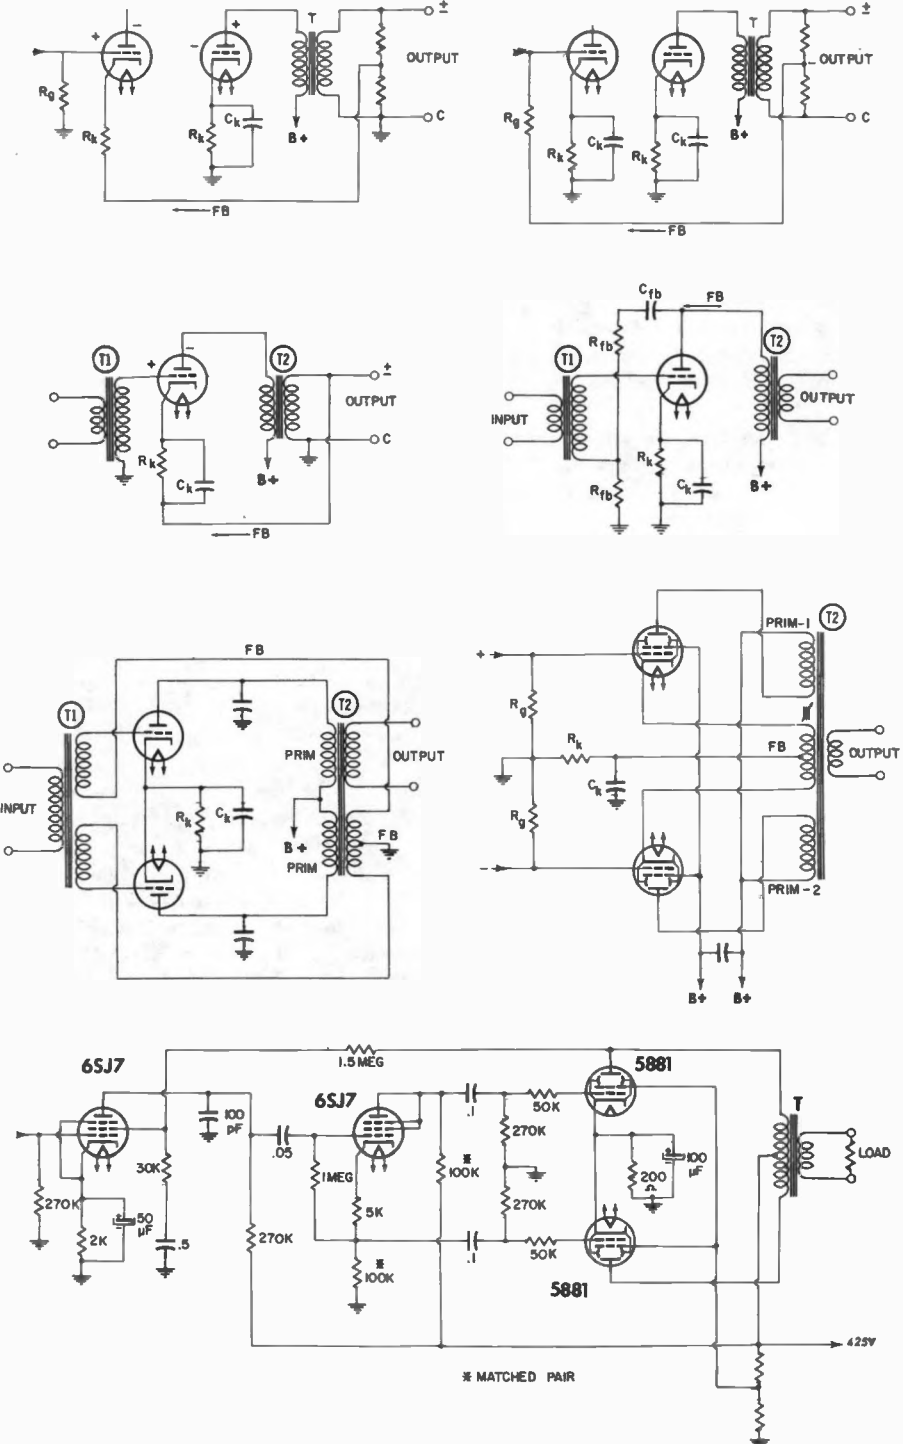 T
±
OUTPUT
C
+
−
−
+
Rg
Rk
Rk
Ck
B+
FB
T
±
OUTPUT
C
Rg
Rk
Ck
Rk
Ck
B+
FB
T1
+
−
T2
±
OUTPUT
C
Rk
Ck
B+
FB
Cfb
FB
Rfb
T1
T2
INPUT
OUTPUT
Rk
Rfb
Ck
B+
FB
T1
T2
PRIM
OUTPUT
INPUT
Rk
Ck
B+
FB
PRIM
PRIM-1
T2
+
Rg
Rk
FB
OUTPUT
Ck
Rg
−
PRIM-2
B+
B+
6SJ7
1.5 MEG
5881
6SJ7
T
100
pF
.1
50K
.05
270K
LOAD
30K
1 MEG
*
100K
200
Ω
100
μF
270K
50
μF
5K
270K
2K
.5
270K
*
100K
.1
50K
5881
425V
* MATCHED PAIR